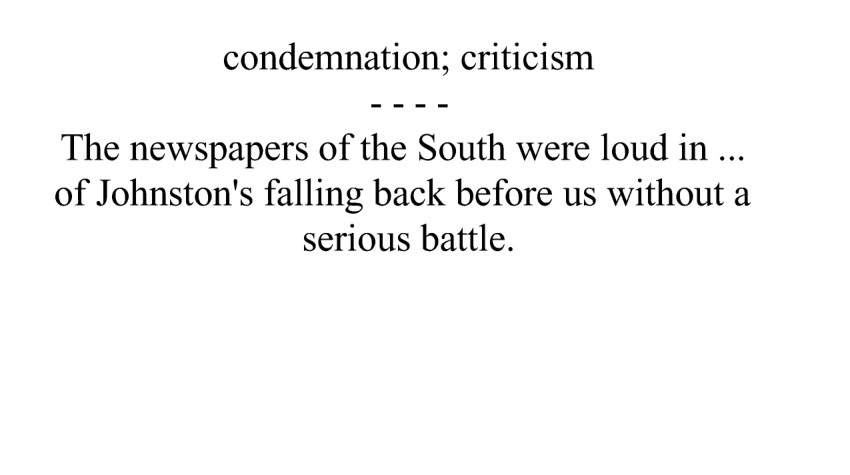 condemnation; criticism
- - - -
The newspapers of the South were loud in ...
of Johnston's falling back before us without a
serious battle.